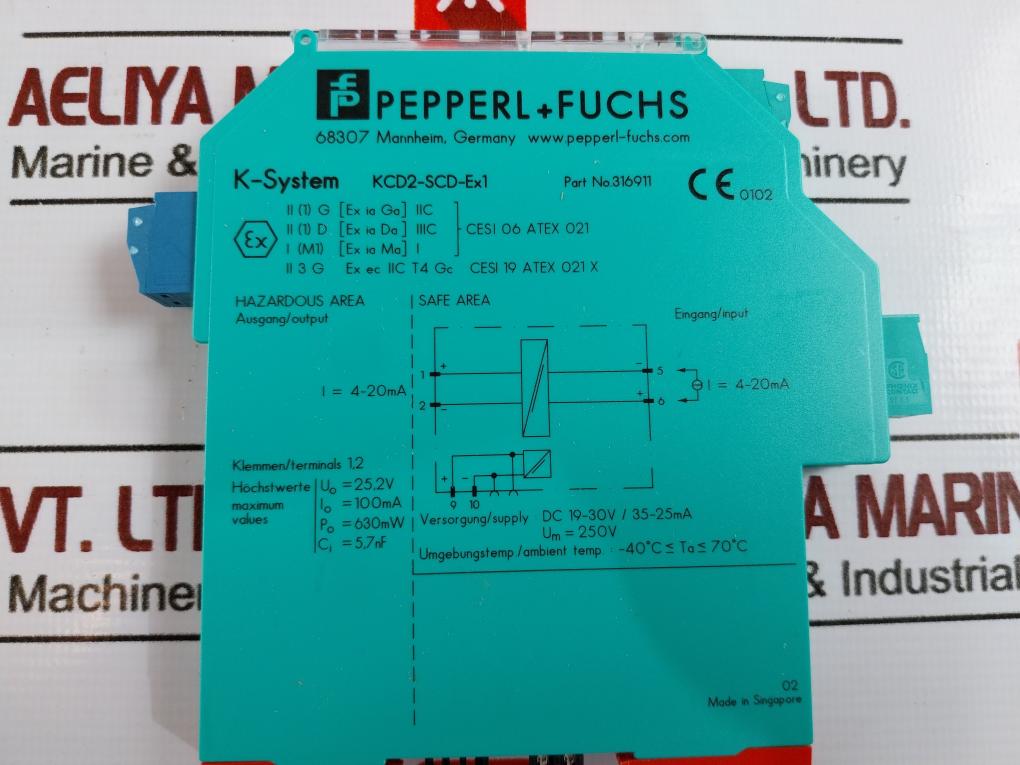 AELIYA M LTD.
Marine & hinery
PEPPERL+FUCHS
68307 Mannheim, Germany www.pepperl-fuchs.com
K-System KCD2-SCD-Ex1 Part No.316911 CE 0102
II (1) G [Ex ia Ga] IIC
II (1) D [Ex ia Da] IIIC CESI 06 ATEX 021
I (M1) [Ex ia Ma] I
II 3 G Ex ec IIC T4 Gc CESI 19 ATEX 021 X
Ex
HAZARDOUS AREA SAFE AREA
Ausgang/output Eingang/input
1 + − 5
I = 4-20mA I = 4-20mA
2 − + 6
Klemmen/terminals 1,2
Höchstwerte
maximum
values
Uo = 25,2V
Io = 100mA
Po = 630mW
Ci = 5,7nF
+ −
9 10
Versorgung/supply DC 19-30V / 35-25mA
Um = 250V
Umgebungstemp./ambient temp. : -40°C ≤ Ta ≤ 70°C
02
Made in Singapore
VT. LT A MARIN
Machiner & Industrial